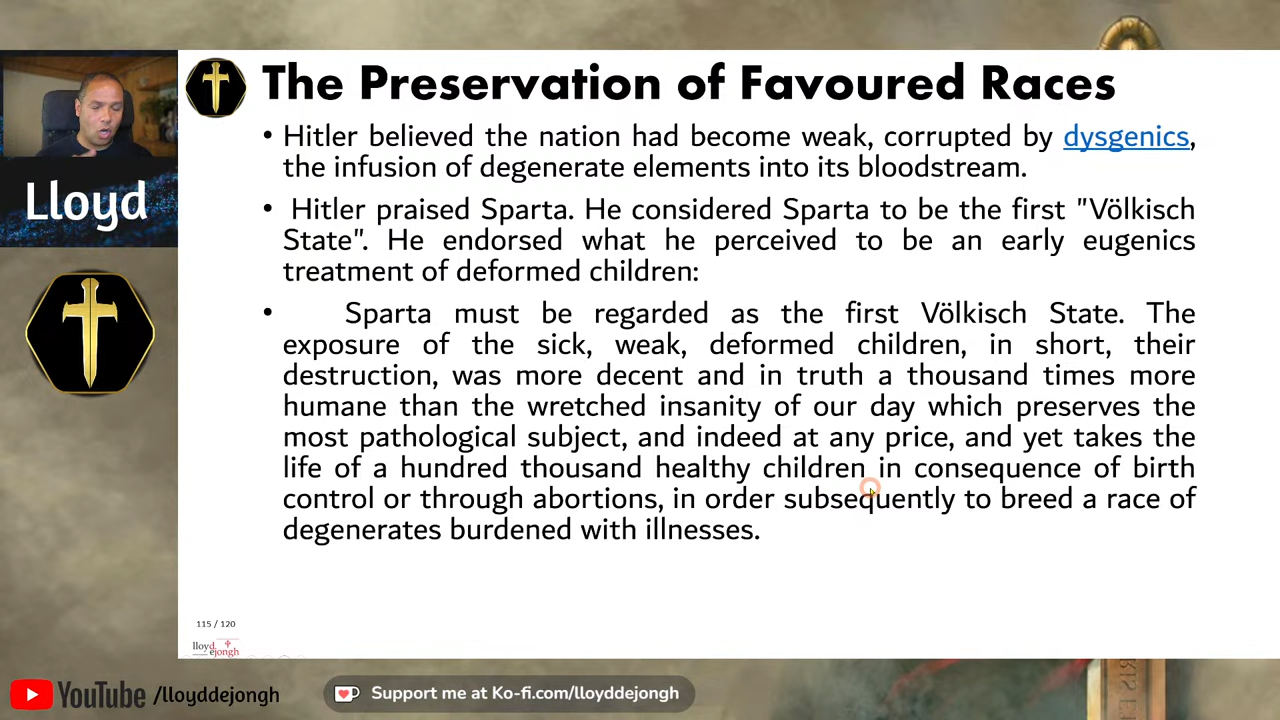 The Preservation of Favoured Races
• Hitler believed the nation had become weak, corrupted by dysgenics,
the infusion of degenerate elements into its bloodstream.
• Hitler praised Sparta. He considered Sparta to be the first "Völkisch
State". He endorsed what he perceived to be an early eugenics
treatment of deformed children:
• Sparta must be regarded as the first Völkisch State. The
exposure of the sick, weak, deformed children, in short, their
destruction, was more decent and in truth a thousand times more
humane than the wretched insanity of our day which preserves the
most pathological subject, and indeed at any price, and yet takes the
life of a hundred thousand healthy children in consequence of birth
control or through abortions, in order subsequently to breed a race of
degenerates burdened with illnesses.
Lloyd
115 / 120
lloyd
ejongh
YouTube /lloyddejongh
Support me at Ko-fi.com/lloyddejongh